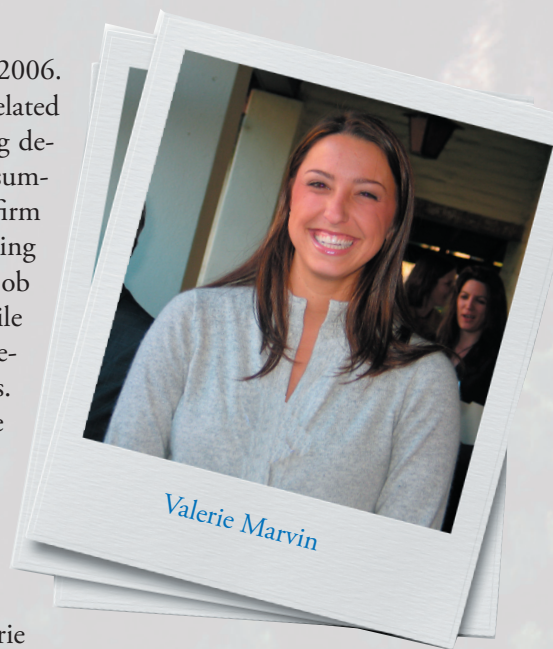 2006.
elated
g de-
sum-
firm
ing
ob
ile
e-
s.
e
Valerie Marvin
rie